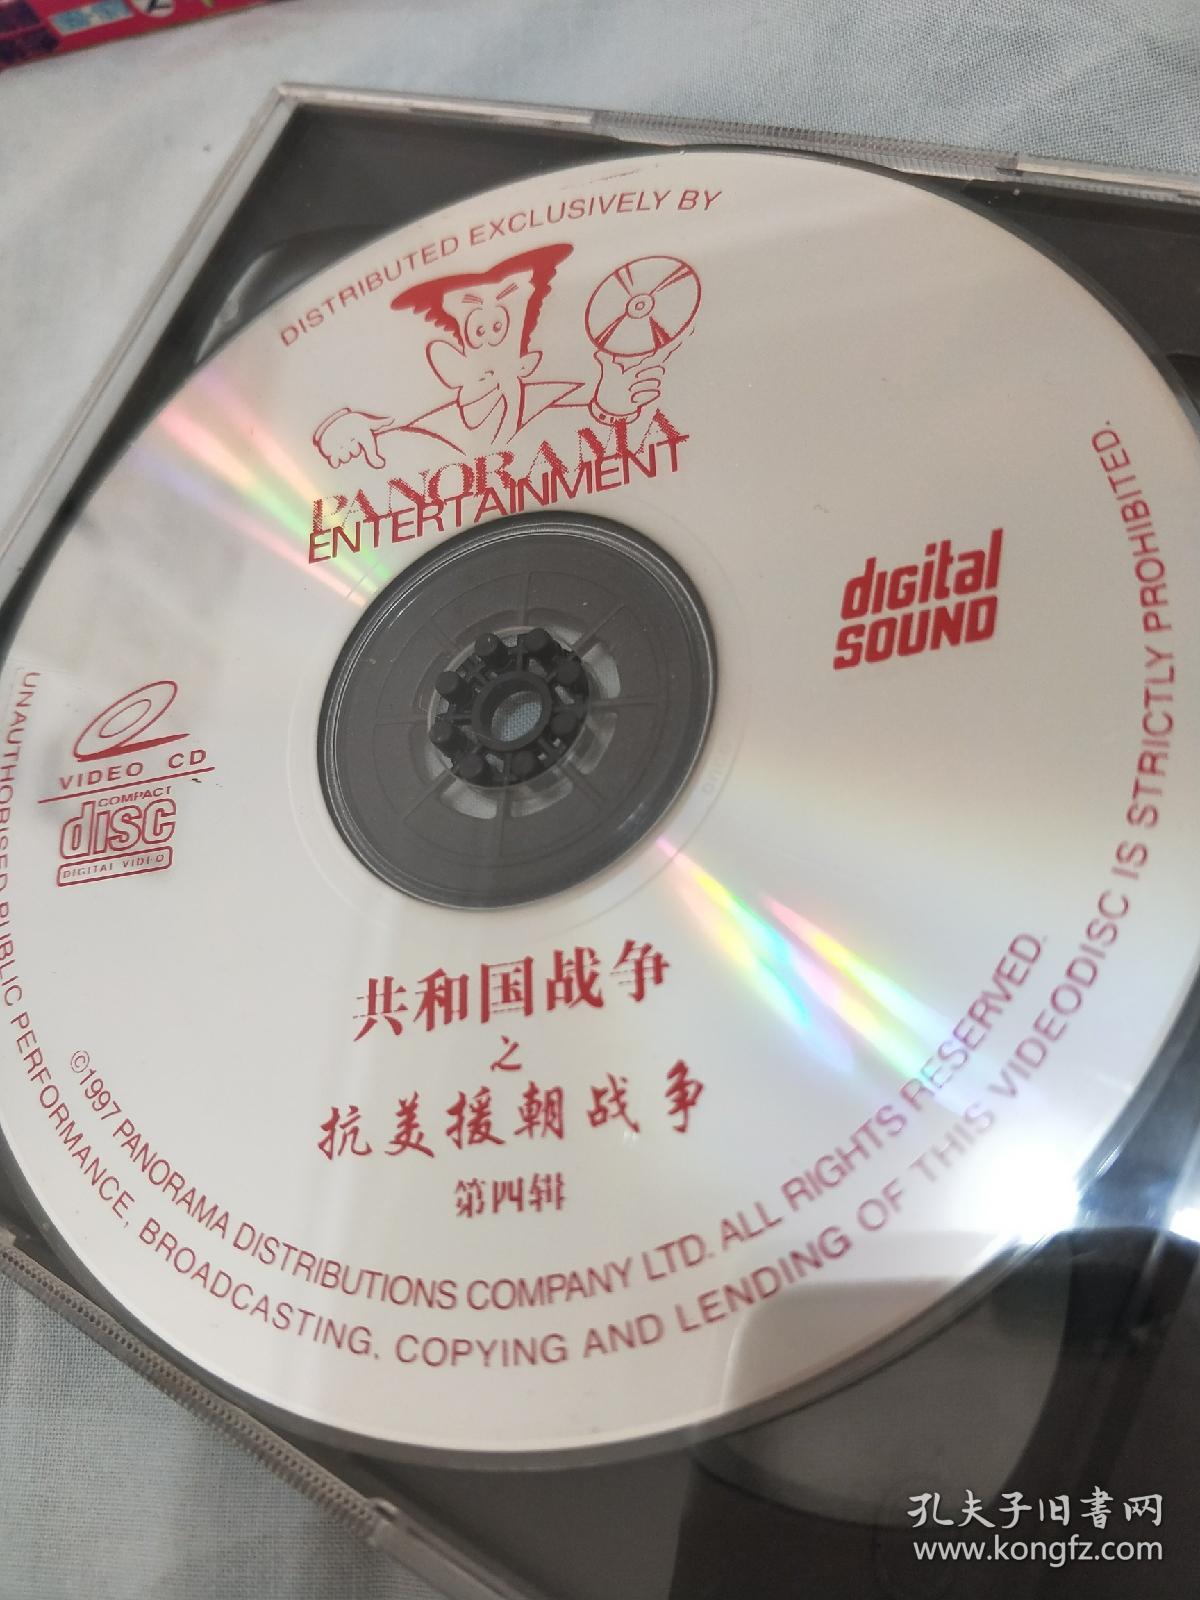 DISTRIBUTED EXCLUSIVELY BY
PANORAMA
ENTERTAINMENT
digital
SOUND
VIDEO CD
COMPACT
disc
DIGITAL VIDEO
共和国战争
之
抗美援朝战争
第四辑
©1997 PANORAMA DISTRIBUTIONS COMPANY LTD. ALL RIGHTS RESERVED.
UNAUTHORISED PUBLIC PERFORMANCE, BROADCASTING, COPYING AND LENDING OF THIS VIDEODISC IS STRICTLY PROHIBITED.
孔夫子旧書网
www.kongfz.com